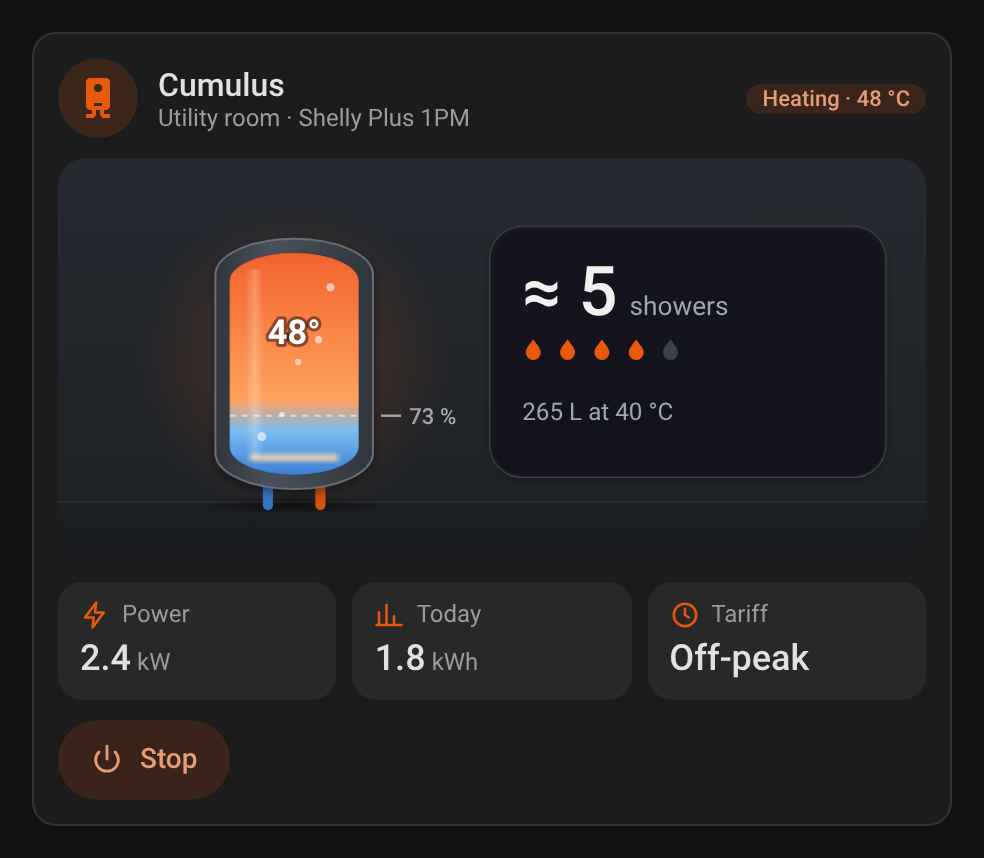 Cumulus
Utility room · Shelly Plus 1PM
Heating · 48 °C
48°
73 %
≈ 5 showers
265 L at 40 °C
Power
2.4 kW
Today
1.8 kWh
Tariff
Off-peak
Stop